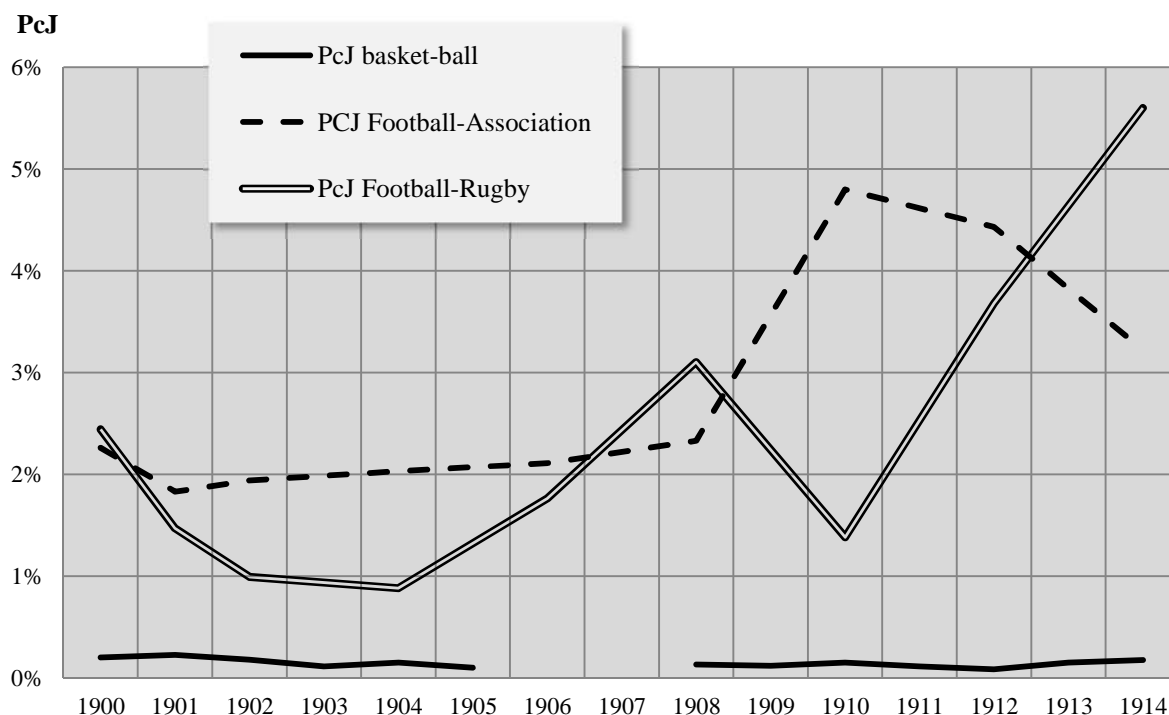 PcJ
PcJ basket-ball
PCJ Football-Association
PcJ Football-Rugby
6%
5%
4%
3%
2%
1%
0%
1900 1901 1902 1903 1904 1905 1906 1907 1908 1909 1910 1911 1912 1913 1914